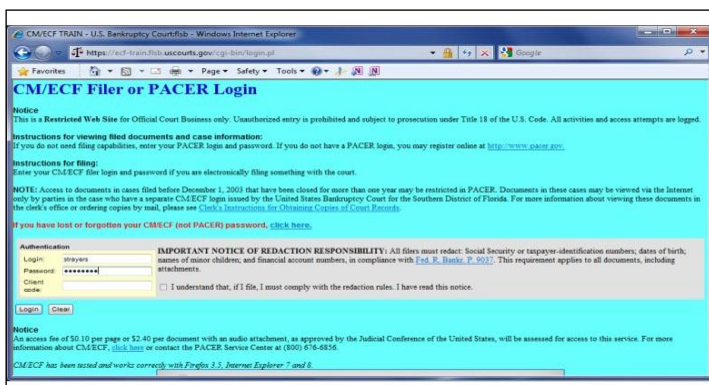 CM/ECF TRAIN - U.S. Bankruptcy Court:flsb - Windows Internet Explorer
https://ecf-train.flsb.uscourts.gov/cgi-bin/login.pl
Google
Favorites Page Safety Tools
CM/ECF Filer or PACER Login
Notice
This is a Restricted Web Site for Official Court Business only. Unauthorized entry is prohibited and subject to prosecution under Title 18 of the U.S. Code. All activities and access attempts are logged.
Instructions for viewing filed documents and case information:
If you do not need filing capabilities, enter your PACER login and password. If you do not have a PACER login, you may register online at http://www.pacer.gov.
Instructions for filing:
Enter your CM/ECF filer login and password if you are electronically filing something with the court.
NOTE: Access to documents in cases filed before December 1, 2003 that have been closed for more than one year may be restricted in PACER. Documents in these cases may be viewed via the Internet
only by parties in the case who have a separate CM/ECF login issued by the United States Bankruptcy Court for the Southern District of Florida. For more information about viewing these documents in
the clerk's office or ordering copies by mail, please see Clerk's Instructions for Obtaining Copies of Court Records.
If you have lost or forgotten your CM/ECF (not PACER) password, click here.
Authentication
Login: strayers
Password: ••••••••
Client
code:
IMPORTANT NOTICE OF REDACTION RESPONSIBILITY: All filers must redact: Social Security or taxpayer-identification numbers; dates of birth;
names of minor children; and financial account numbers, in compliance with Fed. R. Bankr. P. 9037. This requirement applies to all documents, including
attachments.
I understand that, if I file, I must comply with the redaction rules. I have read this notice.
Login Clear
Notice
An access fee of $0.10 per page or $2.40 per document with an audio attachment, as approved by the Judicial Conference of the United States, will be assessed for access to this service. For more
information about CM/ECF, click here or contact the PACER Service Center at (800) 676-6856.
CM/ECF has been tested and works correctly with Firefox 3.5, Internet Explorer 7 and 8.